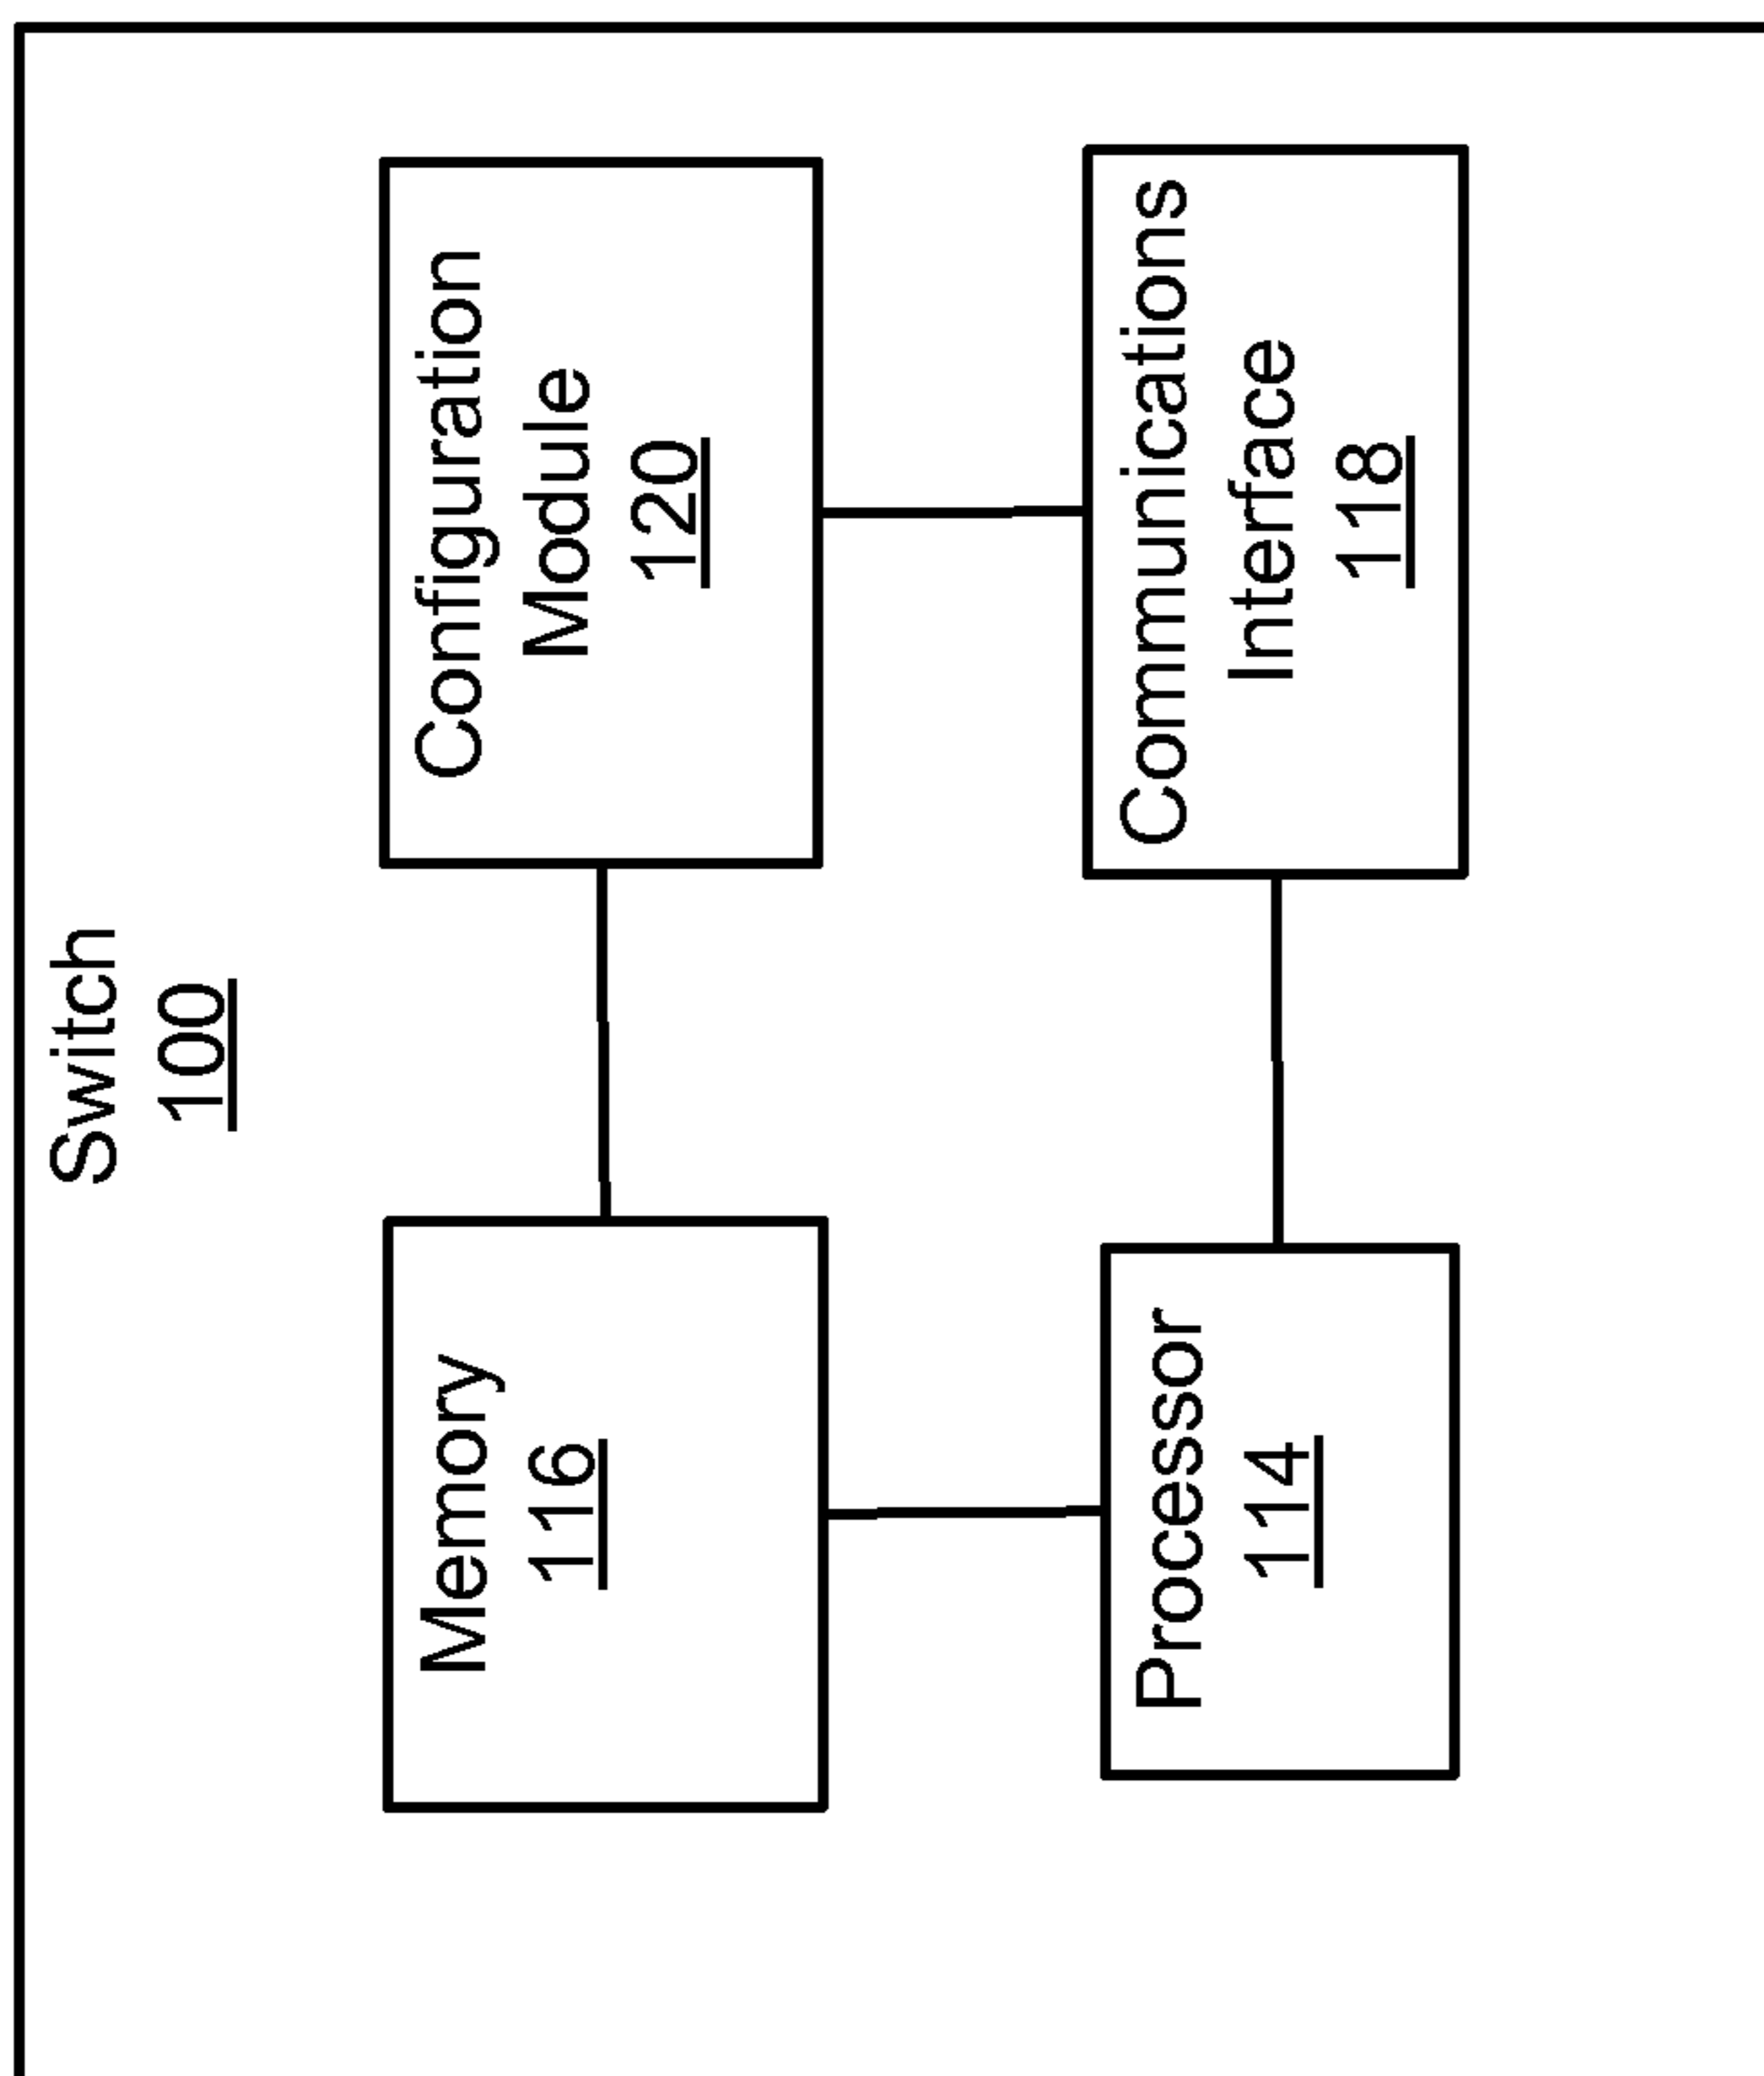 Switch
100
Memory
116
Configuration
Module
120
Processor
114
Communications
Interface
118